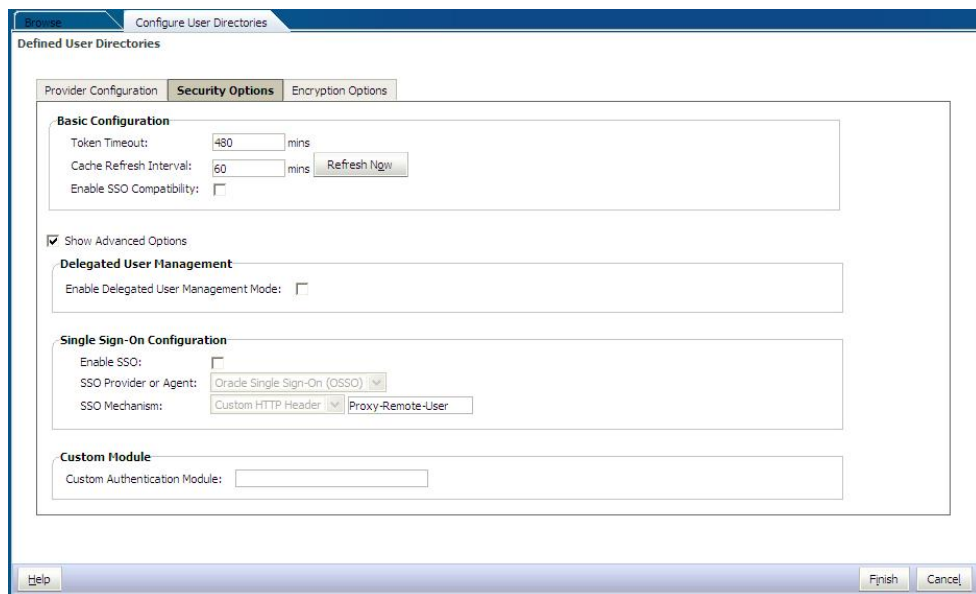 Browse Configure User Directories
Defined User Directories
Provider Configuration Security Options Encryption Options
Basic Configuration
Token Timeout: 480 mins
Cache Refresh Interval: 60 mins Refresh Now
Enable SSO Compatibility:
Show Advanced Options
Delegated User Management
Enable Delegated User Management Mode:
Single Sign-On Configuration
Enable SSO:
SSO Provider or Agent: Oracle Single Sign-On (OSSO)
SSO Mechanism: Custom HTTP Header Proxy-Remote-User
Custom Module
Custom Authentication Module:
Help Finish Cancel